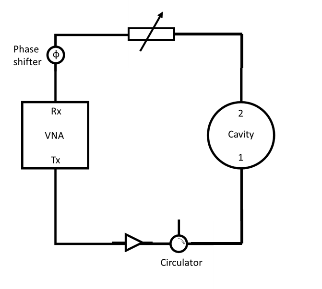 Phase
shifter
Φ
Rx
VNA
Tx
2
Cavity
1
Circulator